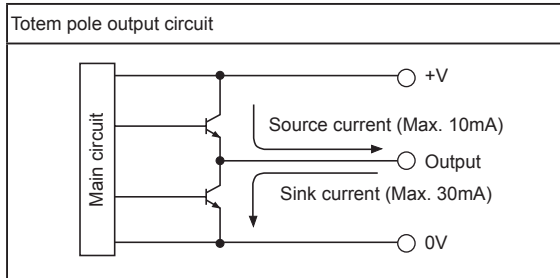 Totem pole output circuit
Main circuit
+V
Source current (Max. 10mA)
Output
Sink current (Max. 30mA)
0V